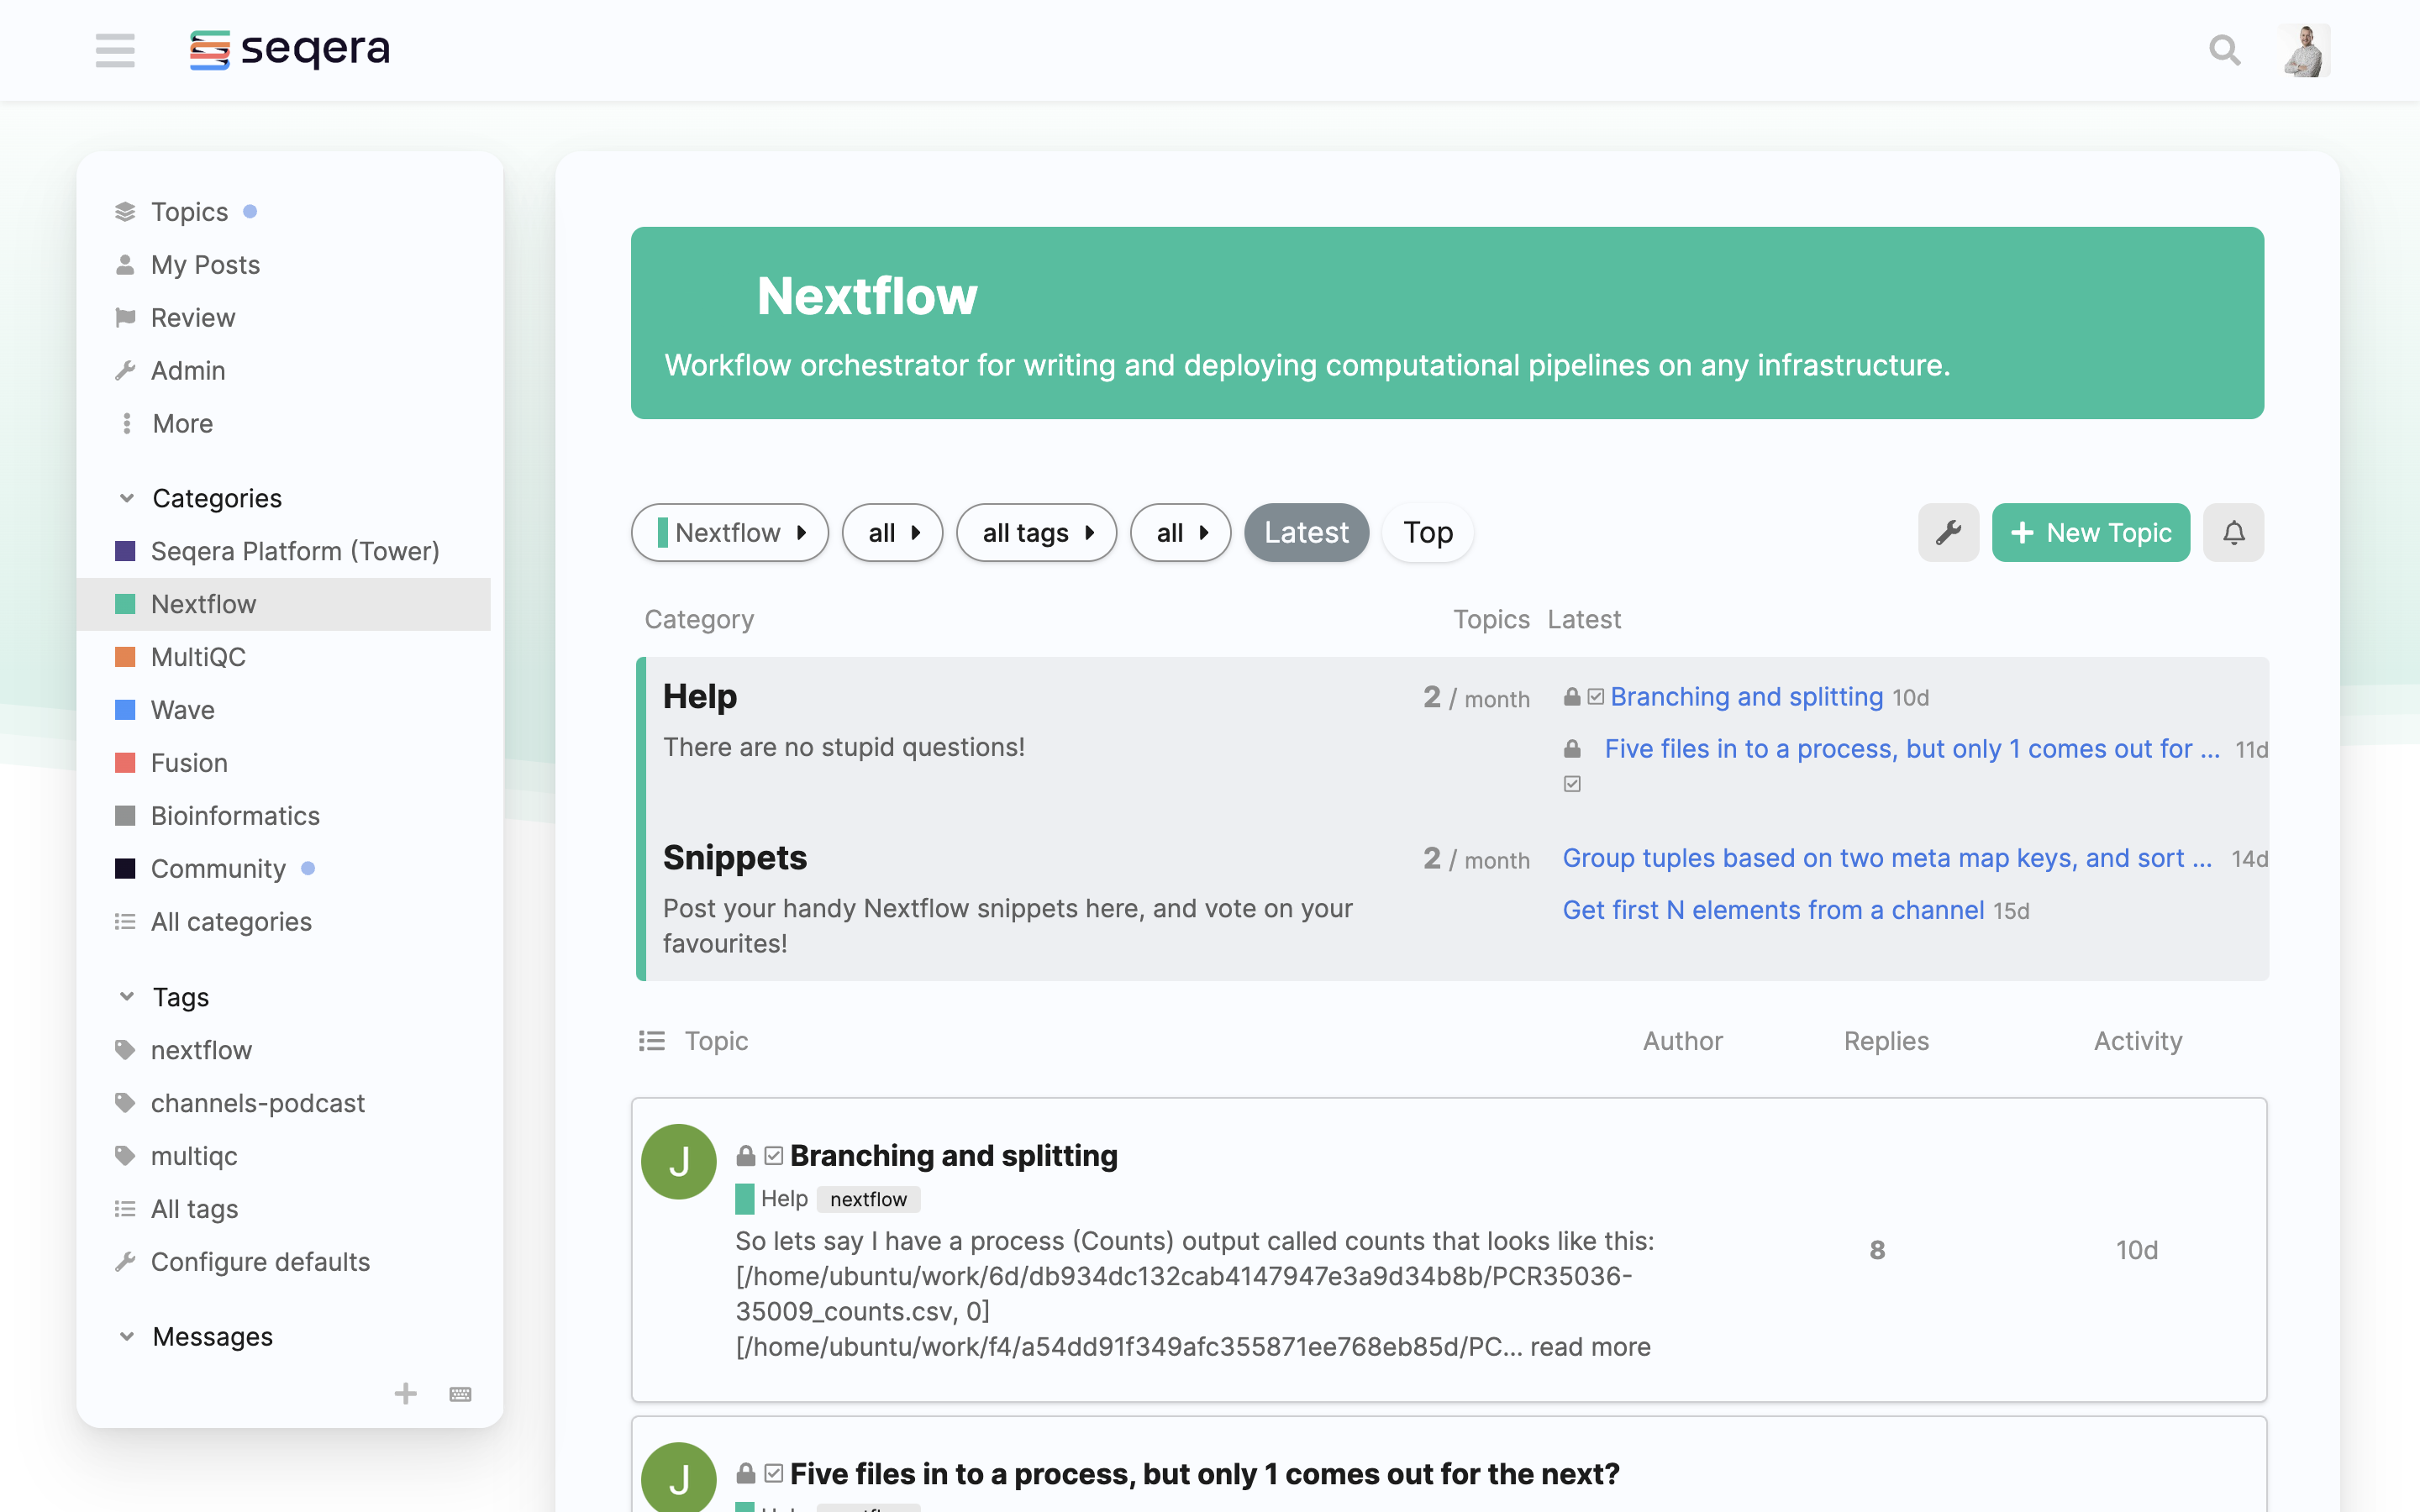 seqera
Topics
My Posts
Review
Admin
More
Categories
Seqera Platform (Tower)
Nextflow
MultiQC
Wave
Fusion
Bioinformatics
Community
All categories
Tags
nextflow
channels-podcast
multiqc
All tags
Configure defaults
Messages
Nextflow
Workflow orchestrator for writing and deploying computational pipelines on any infrastructure.
Nextflow all all tags all Latest Top New Topic
Category Topics Latest
Help 2 / month Branching and splitting 10d
There are no stupid questions! Five files in to a process, but only 1 comes out for ... 11d
Snippets 2 / month Group tuples based on two meta map keys, and sort ... 14d
Post your handy Nextflow snippets here, and vote on your Get first N elements from a channel 15d
favourites!
Topic Author Replies Activity
J Branching and splitting
Help nextflow
So lets say I have a process (Counts) output called counts that looks like this:
[/home/ubuntu/work/6d/db934dc132cab4147947e3a9d34b8b/PCR35036-
35009_counts.csv, 0]
[/home/ubuntu/work/f4/a54dd91f349afc355871ee768eb85d/PC... read more
8 10d
J Five files in to a process, but only 1 comes out for the next?